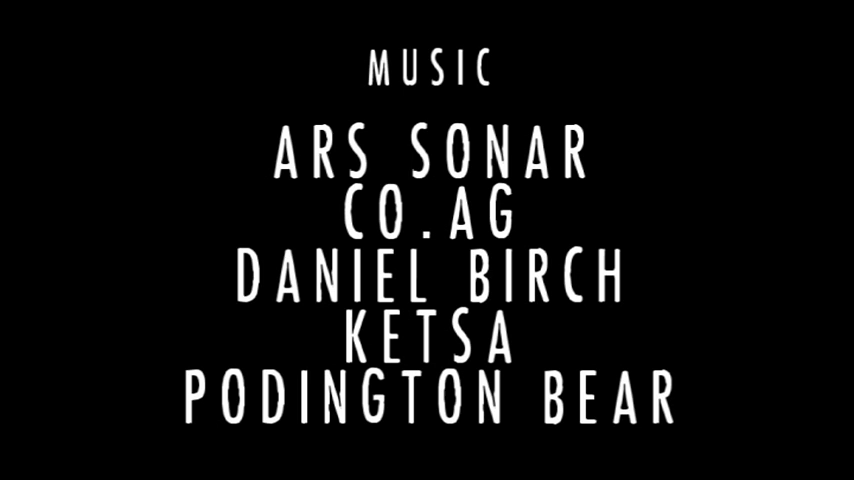 MUSIC
ARS SONAR
CO.AG
DANIEL BIRCH
KETSA
PODINGTON BEAR